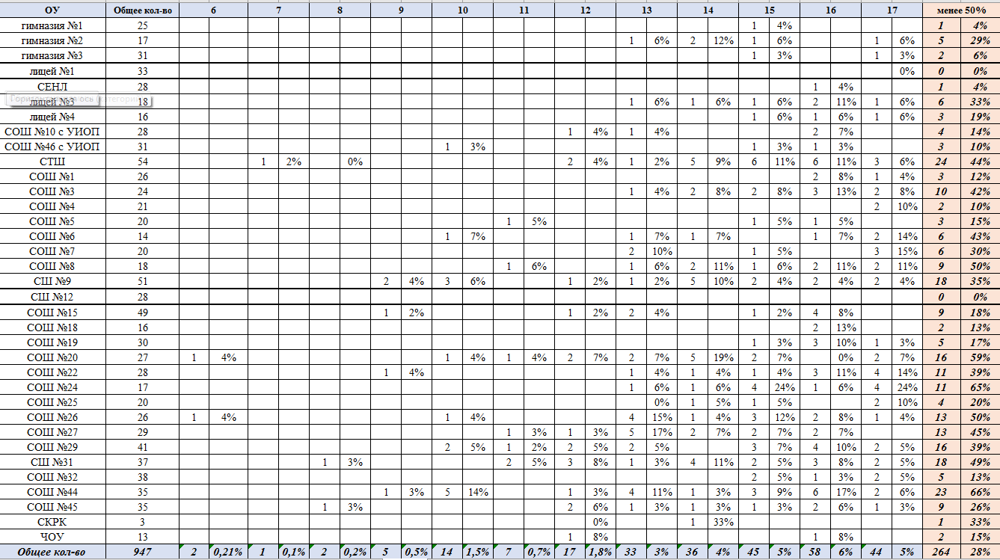 ОУ Общее кол-во 6 7 8 9 10 11 12 13 14 15 16 17 менее 50%
гимназия №1 25 1 4% 1 4%
гимназия №2 17 1 6% 2 12% 1 6% 1 6% 5 29%
гимназия №3 31 1 3% 1 3% 2 6%
лицей №1 33 0% 0 0%
СЕНЛ 28 1 4% 1 4%
Горизонтальная ось (категорий)
лицей №3 18 1 6% 1 6% 1 6% 2 11% 1 6% 6 33%
лицей №4 16 1 6% 1 6% 1 6% 3 19%
СОШ №10 с УИОП 28 1 4% 1 4% 2 7% 4 14%
СОШ №46 с УИОП 31 1 3% 1 3% 1 3% 3 10%
СТШ 54 1 2% 0% 2 4% 1 2% 5 9% 6 11% 6 11% 3 6% 24 44%
СОШ №1 26 2 8% 1 4% 3 12%
СОШ №3 24 1 4% 2 8% 2 8% 3 13% 2 8% 10 42%
СОШ №4 21 2 10% 2 10%
СОШ №5 20 1 5% 1 5% 1 5% 3 15%
СОШ №6 14 1 7% 1 7% 1 7% 1 7% 2 14% 6 43%
СОШ №7 20 2 10% 1 5% 3 15% 6 30%
СОШ №8 18 1 6% 1 6% 2 11% 1 6% 2 11% 2 11% 9 50%
СШ №9 51 2 4% 3 6% 1 2% 1 2% 5 10% 2 4% 2 4% 2 4% 18 35%
СШ №12 28 0 0%
СОШ №15 49 1 2% 1 2% 2 4% 1 2% 4 8% 9 18%
СОШ №18 16 2 13% 2 13%
СОШ №19 30 1 3% 3 10% 1 3% 5 17%
СОШ №20 27 1 4% 1 4% 1 4% 2 7% 2 7% 5 19% 2 7% 0% 2 7% 16 59%
СОШ №22 28 1 4% 1 4% 1 4% 1 4% 3 11% 4 14% 11 39%
СОШ №24 17 1 6% 1 6% 4 24% 1 6% 4 24% 11 65%
СОШ №25 20 0% 1 5% 1 5% 2 10% 4 20%
СОШ №26 26 1 4% 1 4% 4 15% 1 4% 3 12% 2 8% 1 4% 13 50%
СОШ №27 29 1 3% 1 3% 5 17% 2 7% 2 7% 2 7% 13 45%
СОШ №29 41 2 5% 1 2% 2 5% 2 5% 3 7% 4 10% 2 5% 16 39%
СШ №31 37 1 3% 2 5% 3 8% 1 3% 4 11% 2 5% 3 8% 2 5% 18 49%
СОШ №32 38 2 5% 1 3% 2 5% 5 13%
СОШ №44 35 1 3% 5 14% 1 3% 4 11% 1 3% 3 9% 6 17% 2 6% 23 66%
СОШ №45 35 1 3% 2 6% 1 3% 1 3% 1 3% 2 6% 1 3% 9 26%
СКРК 3 0% 1 33% 1 33%
ЧОУ 13 1 8% 1 8% 2 15%
Общее кол-во 947 2 0,21% 1 0,1% 2 0,2% 5 0,5% 14 1,5% 7 0,7% 17 1,8% 33 3% 36 4% 45 5% 58 6% 44 5% 264 28%